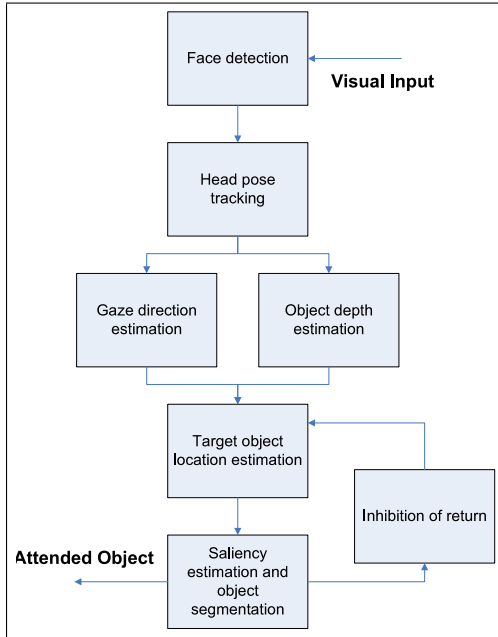 Face detection
Visual Input
Head pose
tracking
Gaze direction
estimation
Object depth
estimation
Target object
location estimation
Inhibition of return
Attended Object
Saliency
estimation and
object
segmentation